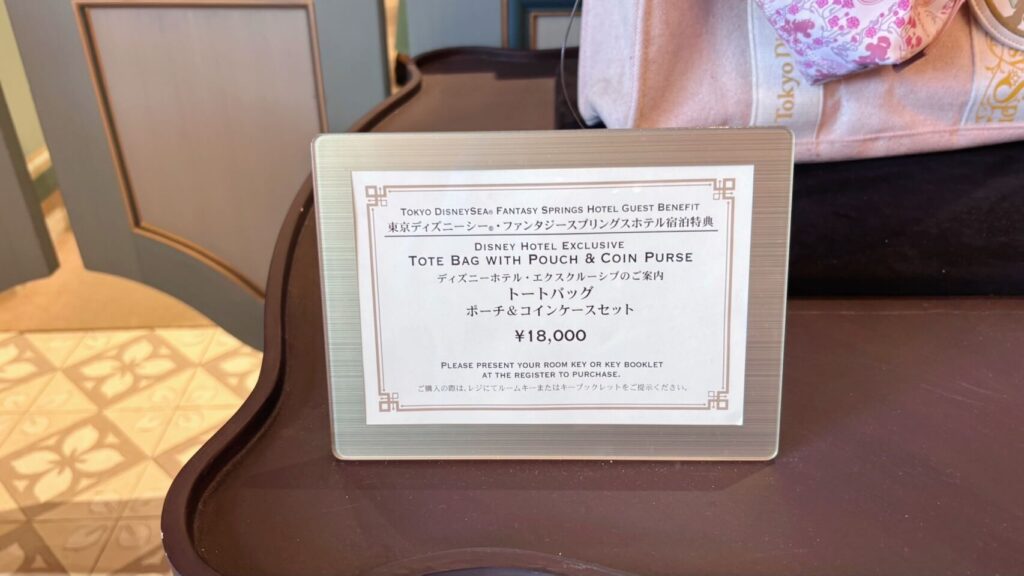 Tokyo D
TOKYO DISNEYSEA® FANTASY SPRINGS HOTEL GUEST BENEFIT
東京ディズニーシー®・ファンタジースプリングスホテル宿泊特典
DISNEY HOTEL EXCLUSIVE
TOTE BAG WITH POUCH & COIN PURSE
ディズニーホテル・エクスクルーシブのご案内
トートバッグ
ポーチ&コインケースセット
¥18,000
PLEASE PRESENT YOUR ROOM KEY OR KEY BOOKLET
AT THE REGISTER TO PURCHASE.
ご購入の際は、レジにてルームキーまたはキーブックレットをご提示ください。